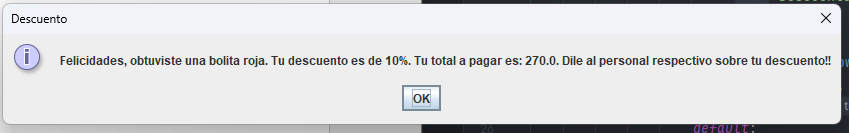 Descuento
Felicidades, obtuviste una bolita roja. Tu descuento es de 10%. Tu total a pagar es: 270.0. Dile al personal respectivo sobre tu descuento!!
OK
26
default: